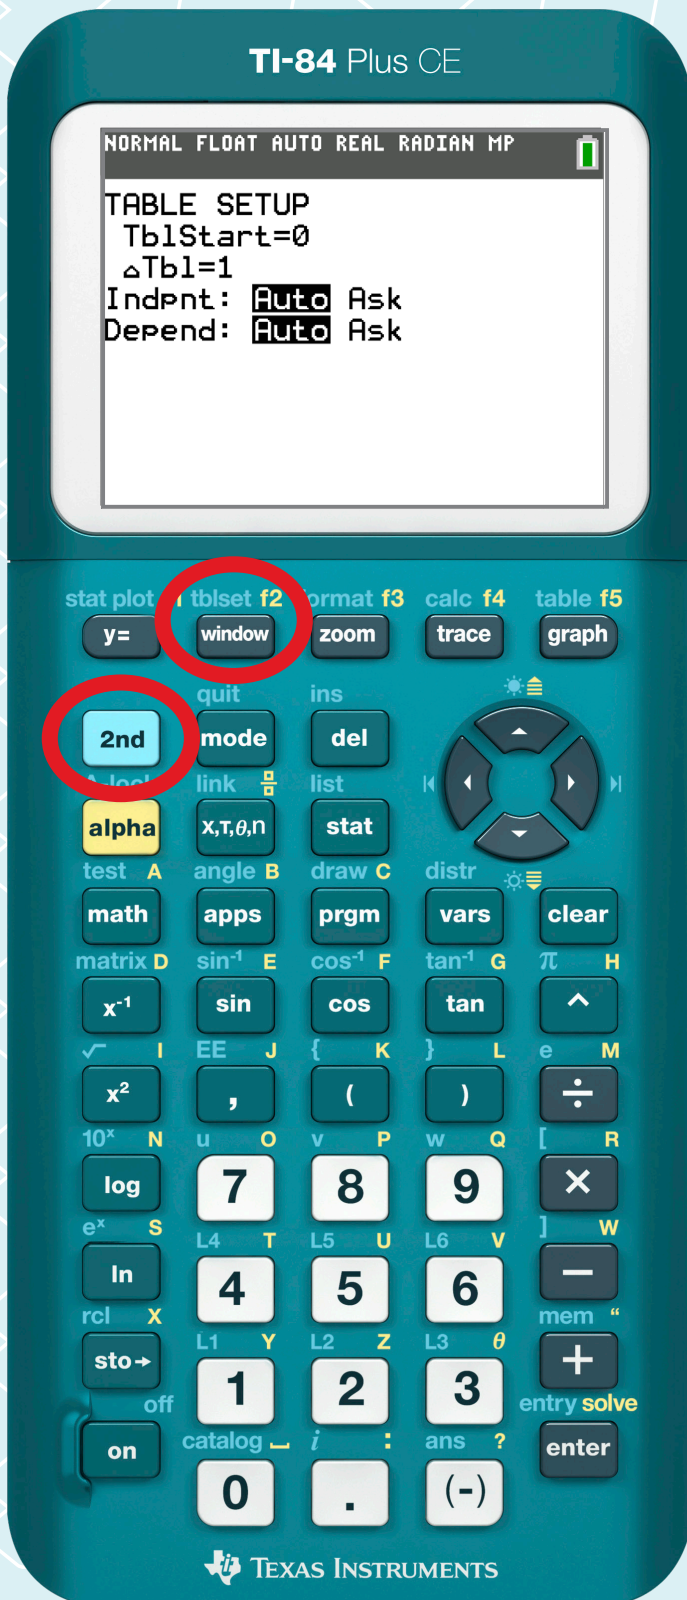 TI-84 Plus CE
NORMAL FLOAT AUTO REAL RADIAN MP
TABLE SETUP
TblStart=0
△Tbl=1
Indpnt: Auto Ask
Depend: Auto Ask
stat plot tblset f2 format f3 calc f4 table f5
y= window zoom trace graph
quit ins
2nd mode del
A-lock link list
alpha X,T,θ,n stat
test A angle B draw C distr
math apps prgm vars clear
matrix D sin⁻¹ E cos⁻¹ F tan⁻¹ G π H
x⁻¹ sin cos tan ^
√ I EE J { K } L e M
x² , ( ) ÷
10ˣ N u O v P w Q [ R
log 7 8 9 ×
eˣ S L4 T L5 U L6 V ] W
ln 4 5 6 −
rcl X L1 Y L2 Z L3 θ mem “
sto→ 1 2 3 +
off catalog ⎵ i : ans ? entry solve
on 0 . (-) enter
TEXAS INSTRUMENTS